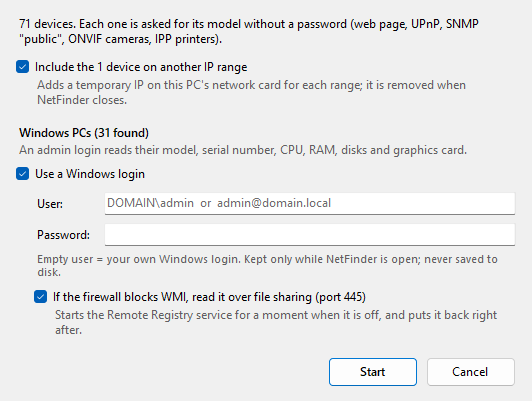 71 devices. Each one is asked for its model without a password (web page, UPnP, SNMP
"public", ONVIF cameras, IPP printers).
Include the 1 device on another IP range
Adds a temporary IP on this PC's network card for each range; it is removed when
NetFinder closes.
Windows PCs (31 found)
An admin login reads their model, serial number, CPU, RAM, disks and graphics card.
Use a Windows login
User: DOMAIN\admin or admin@domain.local
Password:
Empty user = your own Windows login. Kept only while NetFinder is open; never saved to
disk.
If the firewall blocks WMI, read it over file sharing (port 445)
Starts the Remote Registry service for a moment when it is off, and puts it back right
after.
Start Cancel